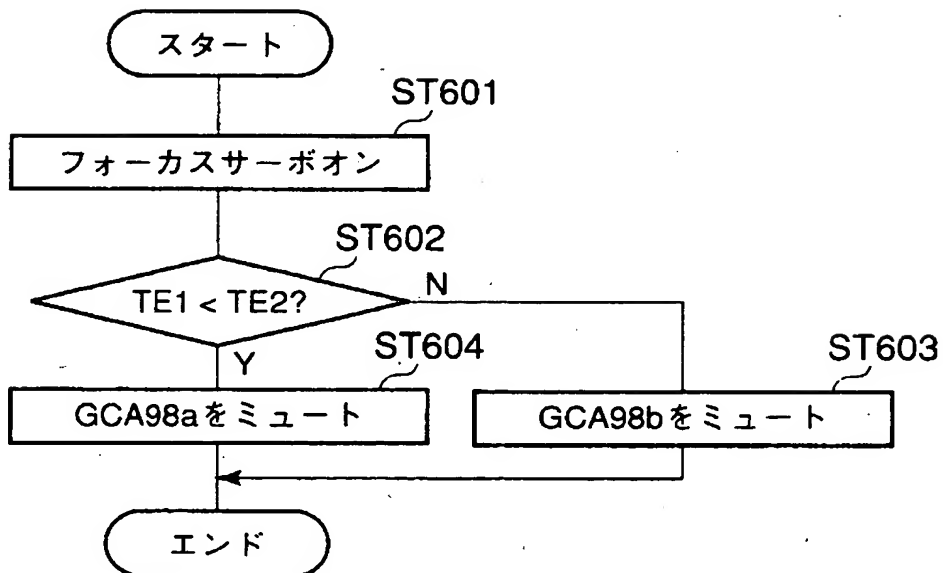 スタート
ST601
フォーカスサーボオン
ST602
TE1 < TE2?
N
Y
ST604
ST603
GCA98aをミュート
GCA98bをミュート
エンド